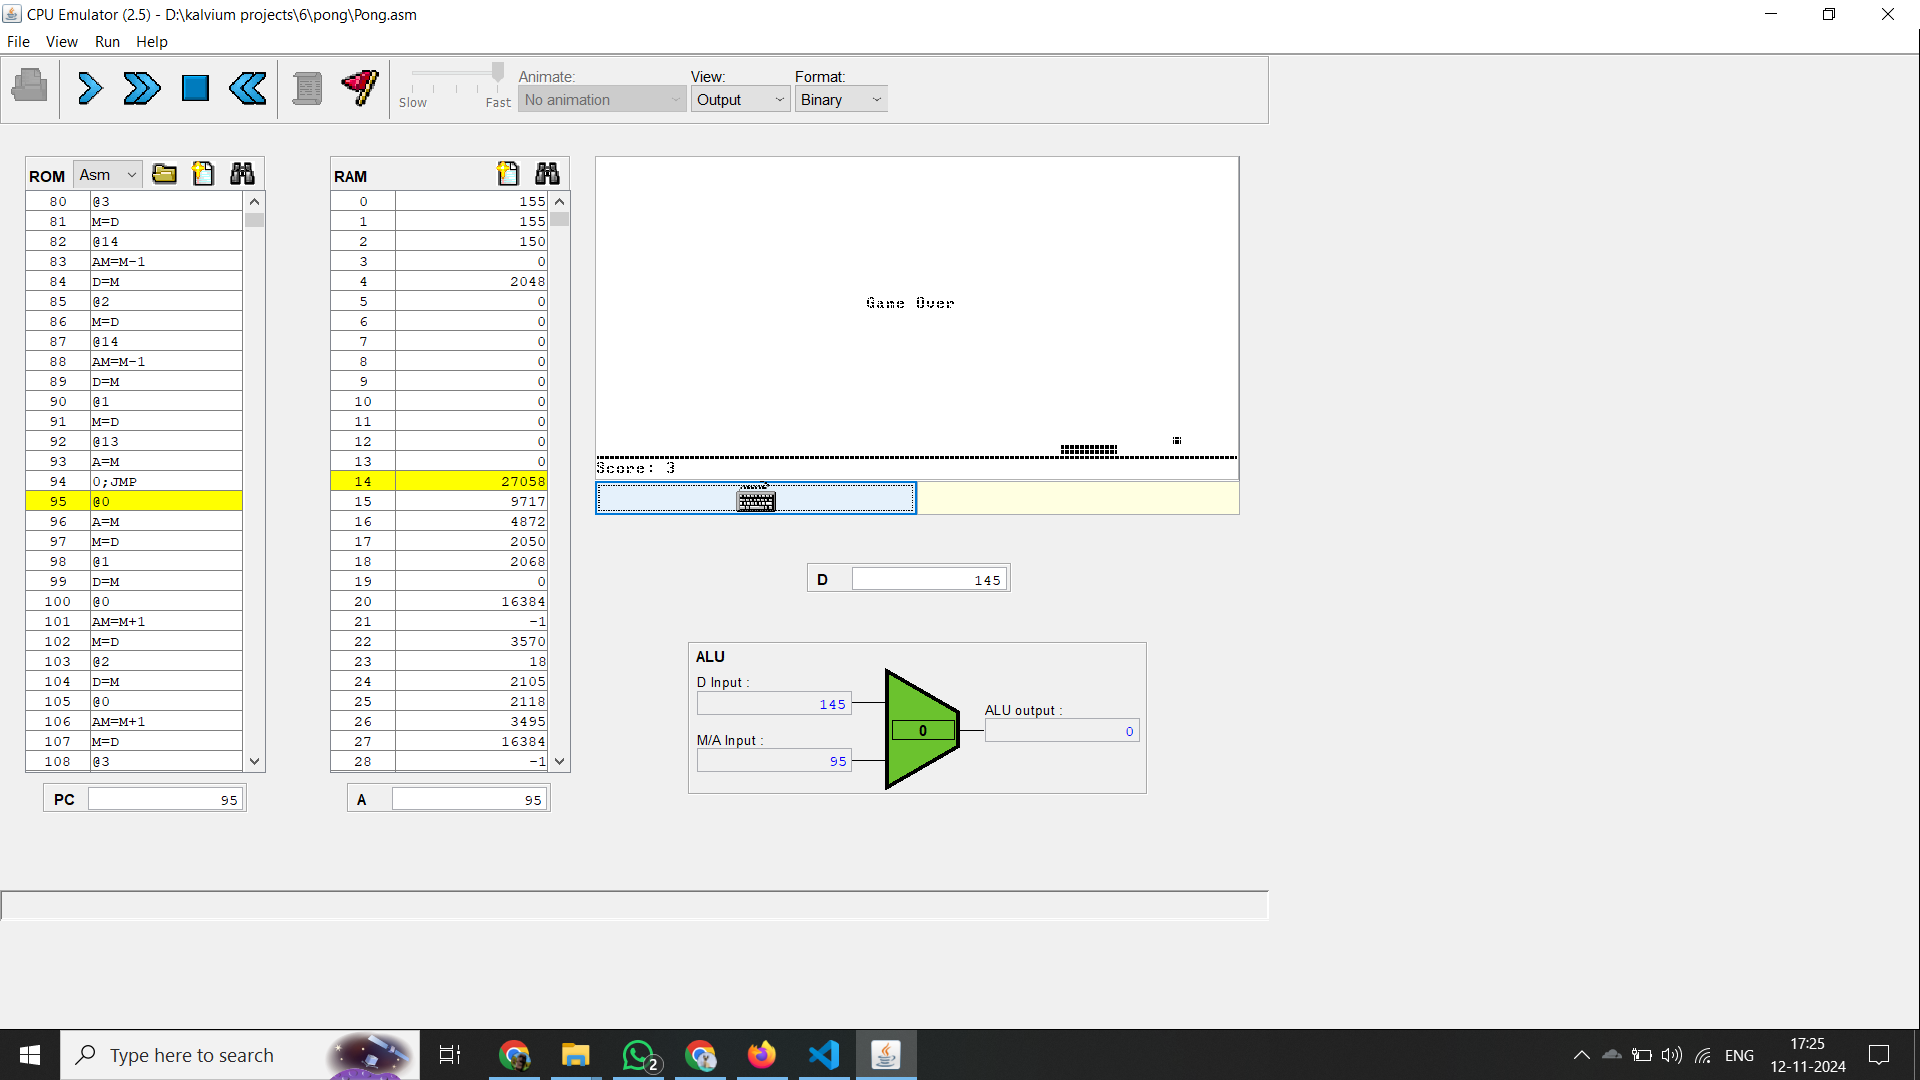 CPU Emulator (2.5) - D:\kalvium projects\6\pong\Pong.asm
File View Run Help
Slow Fast
Animate:
No animation
View:
Output
Format:
Binary
ROM Asm
80 @3
81 M=D
82 @14
83 AM=M-1
84 D=M
85 @2
86 M=D
87 @14
88 AM=M-1
89 D=M
90 @1
91 M=D
92 @13
93 A=M
94 0;JMP
95 @0
96 A=M
97 M=D
98 @1
99 D=M
100 @0
101 AM=M+1
102 M=D
103 @2
104 D=M
105 @0
106 AM=M+1
107 M=D
108 @3
PC 95
RAM
0 155
1 155
2 150
3 0
4 2048
5 0
6 0
7 0
8 0
9 0
10 0
11 0
12 0
13 0
14 27058
15 9717
16 4872
17 2050
18 2068
19 0
20 16384
21 -1
22 3570
23 18
24 2105
25 2118
26 3495
27 16384
28 -1
A 95
Game Over
Score: 3
D 145
ALU
D Input :
145
M/A Input :
95
0
ALU output :
0
Type here to search
2
ENG
17:25
12-11-2024